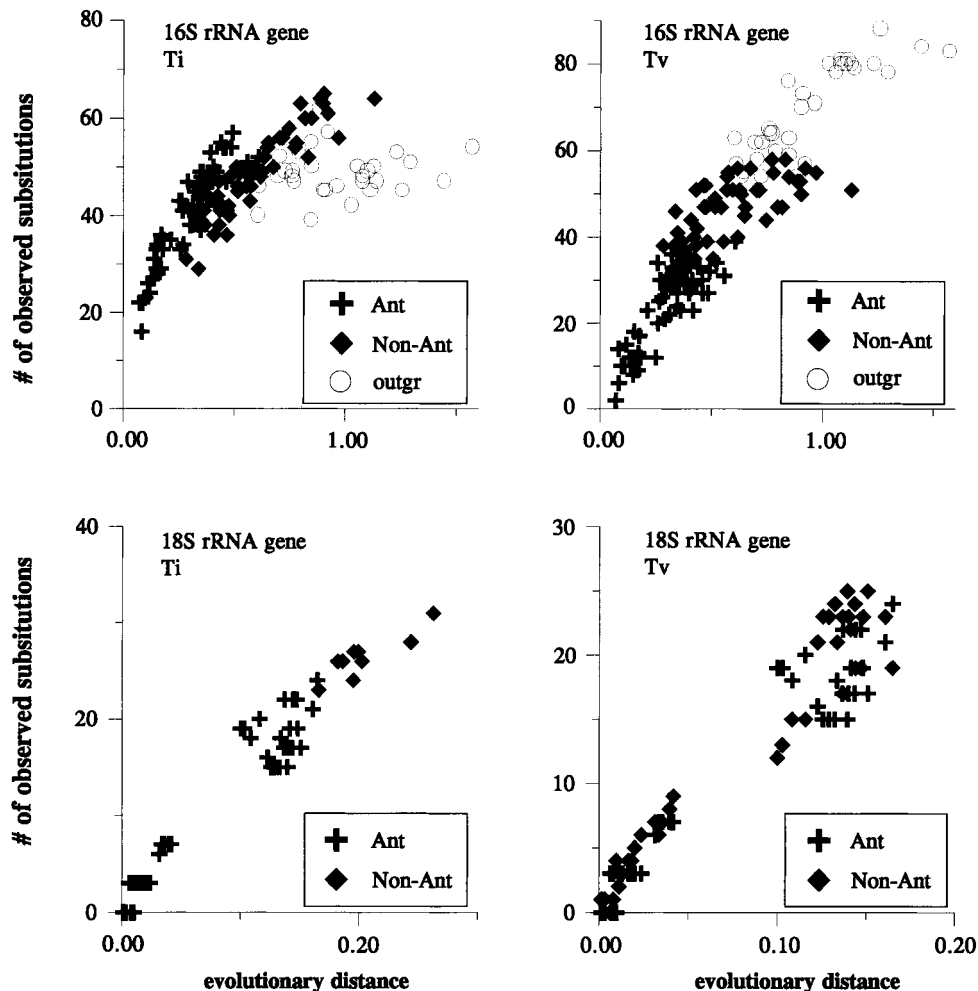 # of observed subsitutions
80
60
40
20
0
16S rRNA gene
Ti
Ant
Non-Ant
outgr
0.00
1.00
80
60
40
20
0
16S rRNA gene
Tv
Ant
Non-Ant
outgr
0.00
1.00
# of observed subsitutions
40
20
0
18S rRNA gene
Ti
Ant
Non-Ant
0.00
0.20
evolutionary distance
30
20
10
0
18S rRNA gene
Tv
Ant
Non-Ant
0.00
0.10
0.20
evolutionary distance